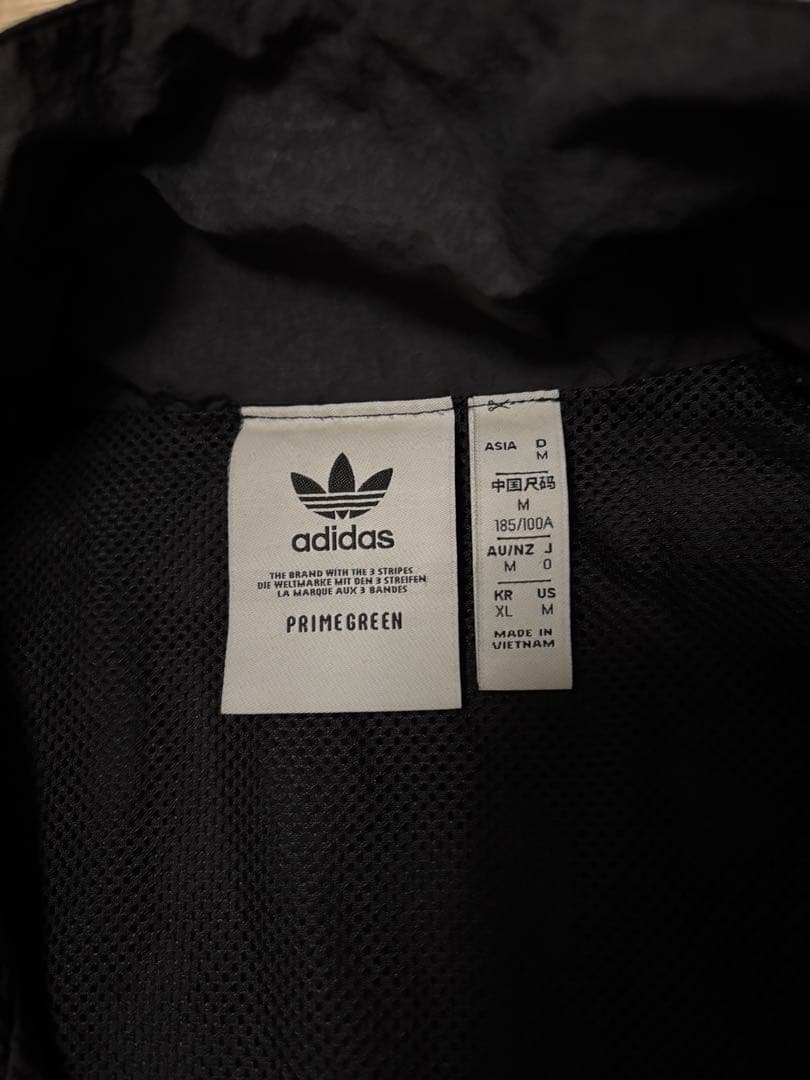 adidas
THE BRAND WITH THE 3 STRIPES
DIE WELTMARKE MIT DEN 3 STREIFEN
LA MARQUE AUX 3 BANDES
PRIMEGREEN
ASIA D
M
中国尺码
M
185/100A
AU/NZ J
M O
KR US
XL M
MADE IN
VIETNAM